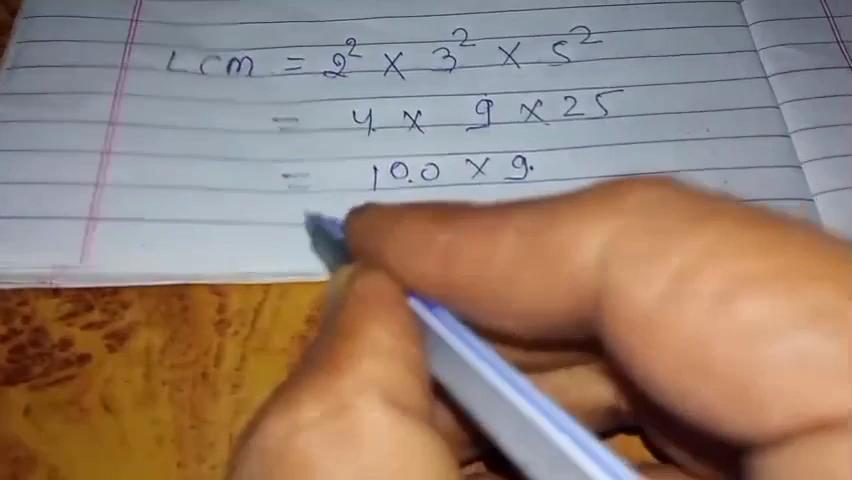 LCM = 2² × 3² × 5²
= 4 × 9 × 25
= 100 × 9